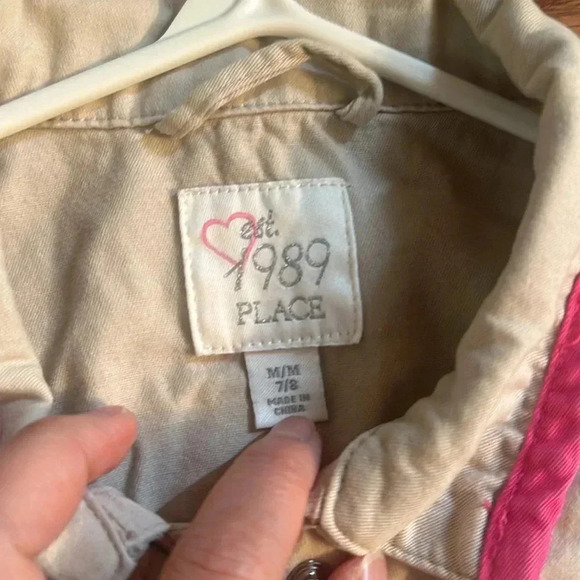 est.
1989
PLACE
M/M
7/8
MADE IN
CHINA